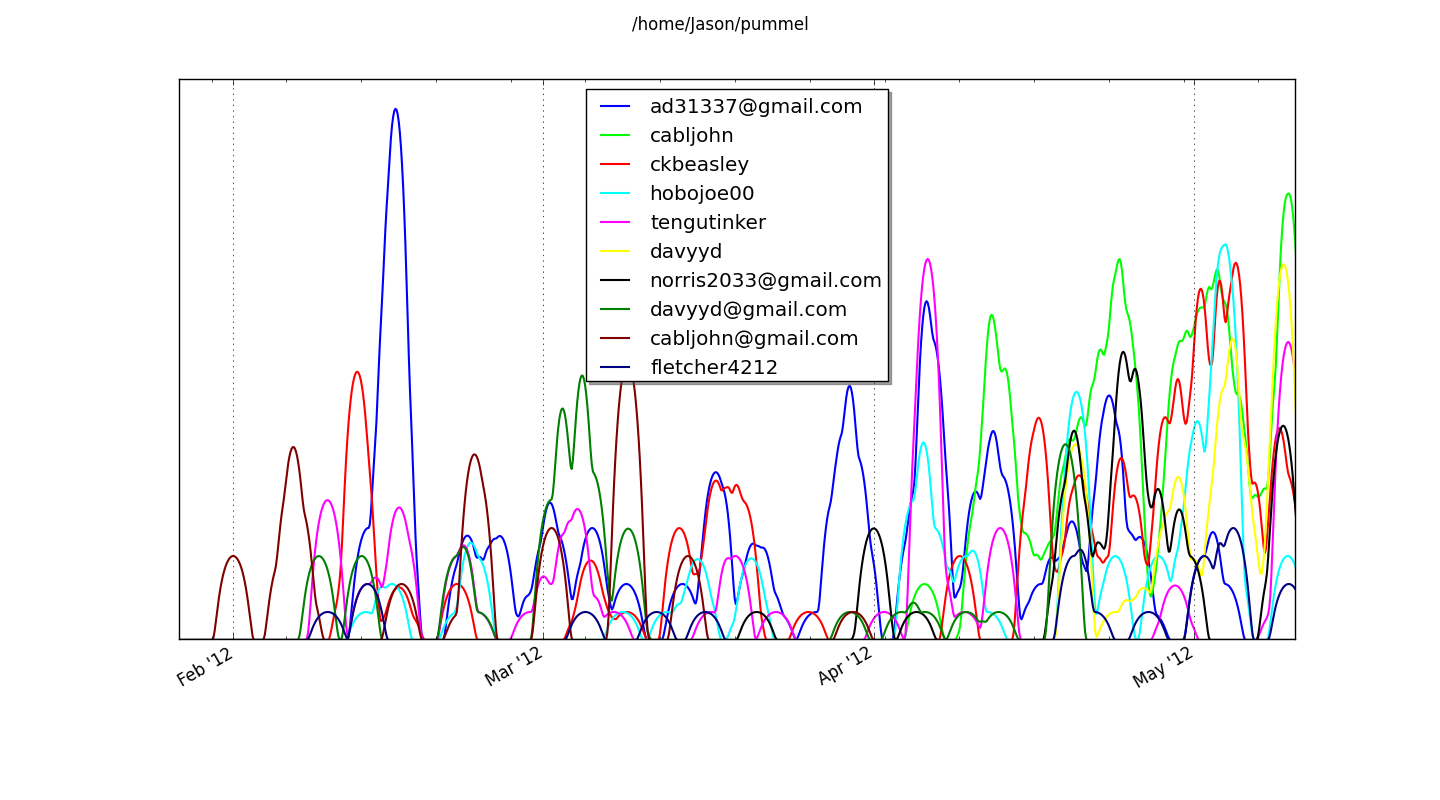 /home/Jason/pummel
ad31337@gmail.com
cabljohn
ckbeasley
hobojoe00
tengutinker
davyyd
norris2033@gmail.com
davyyd@gmail.com
cabljohn@gmail.com
fletcher4212
Feb '12
Mar '12
Apr '12
May '12